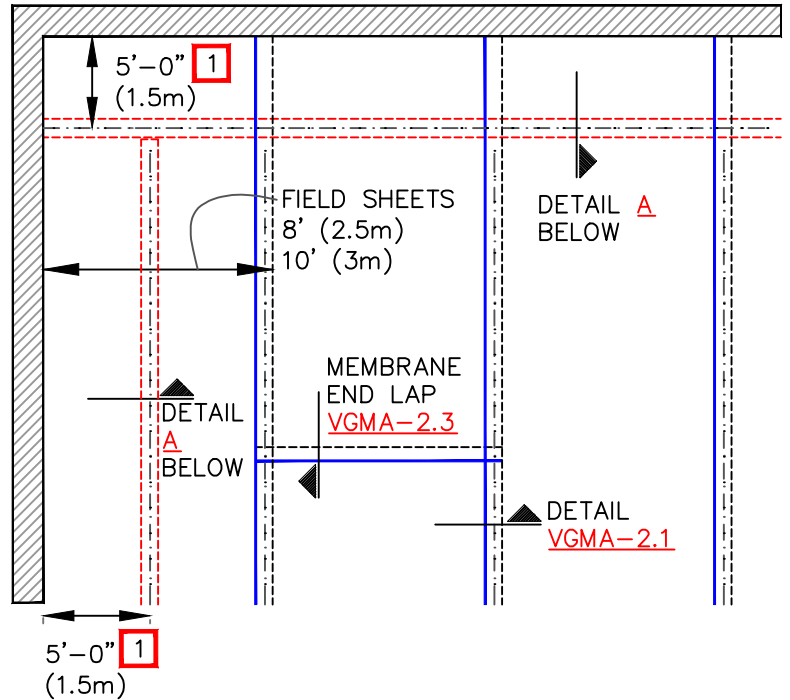 5'-0" 1
(1.5m)
FIELD SHEETS
8' (2.5m)
10' (3m)
DETAIL A
BELOW
MEMBRANE
END LAP
VGMA-2.3
DETAIL
A
BELOW
DETAIL
VGMA-2.1
5'-0" 1
(1.5m)